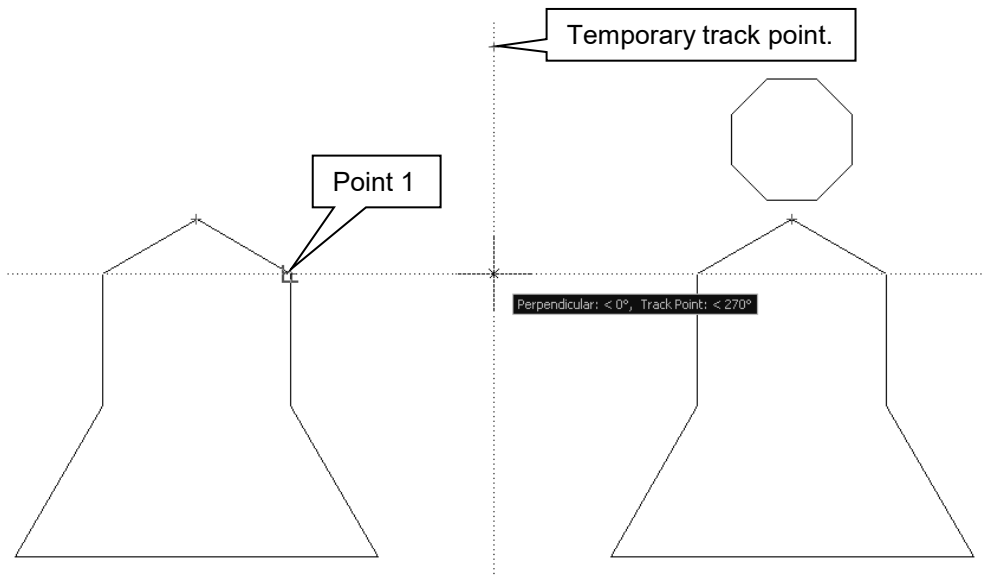 Temporary track point.
Point 1
Perpendicular: < 0°, Track Point: < 270°